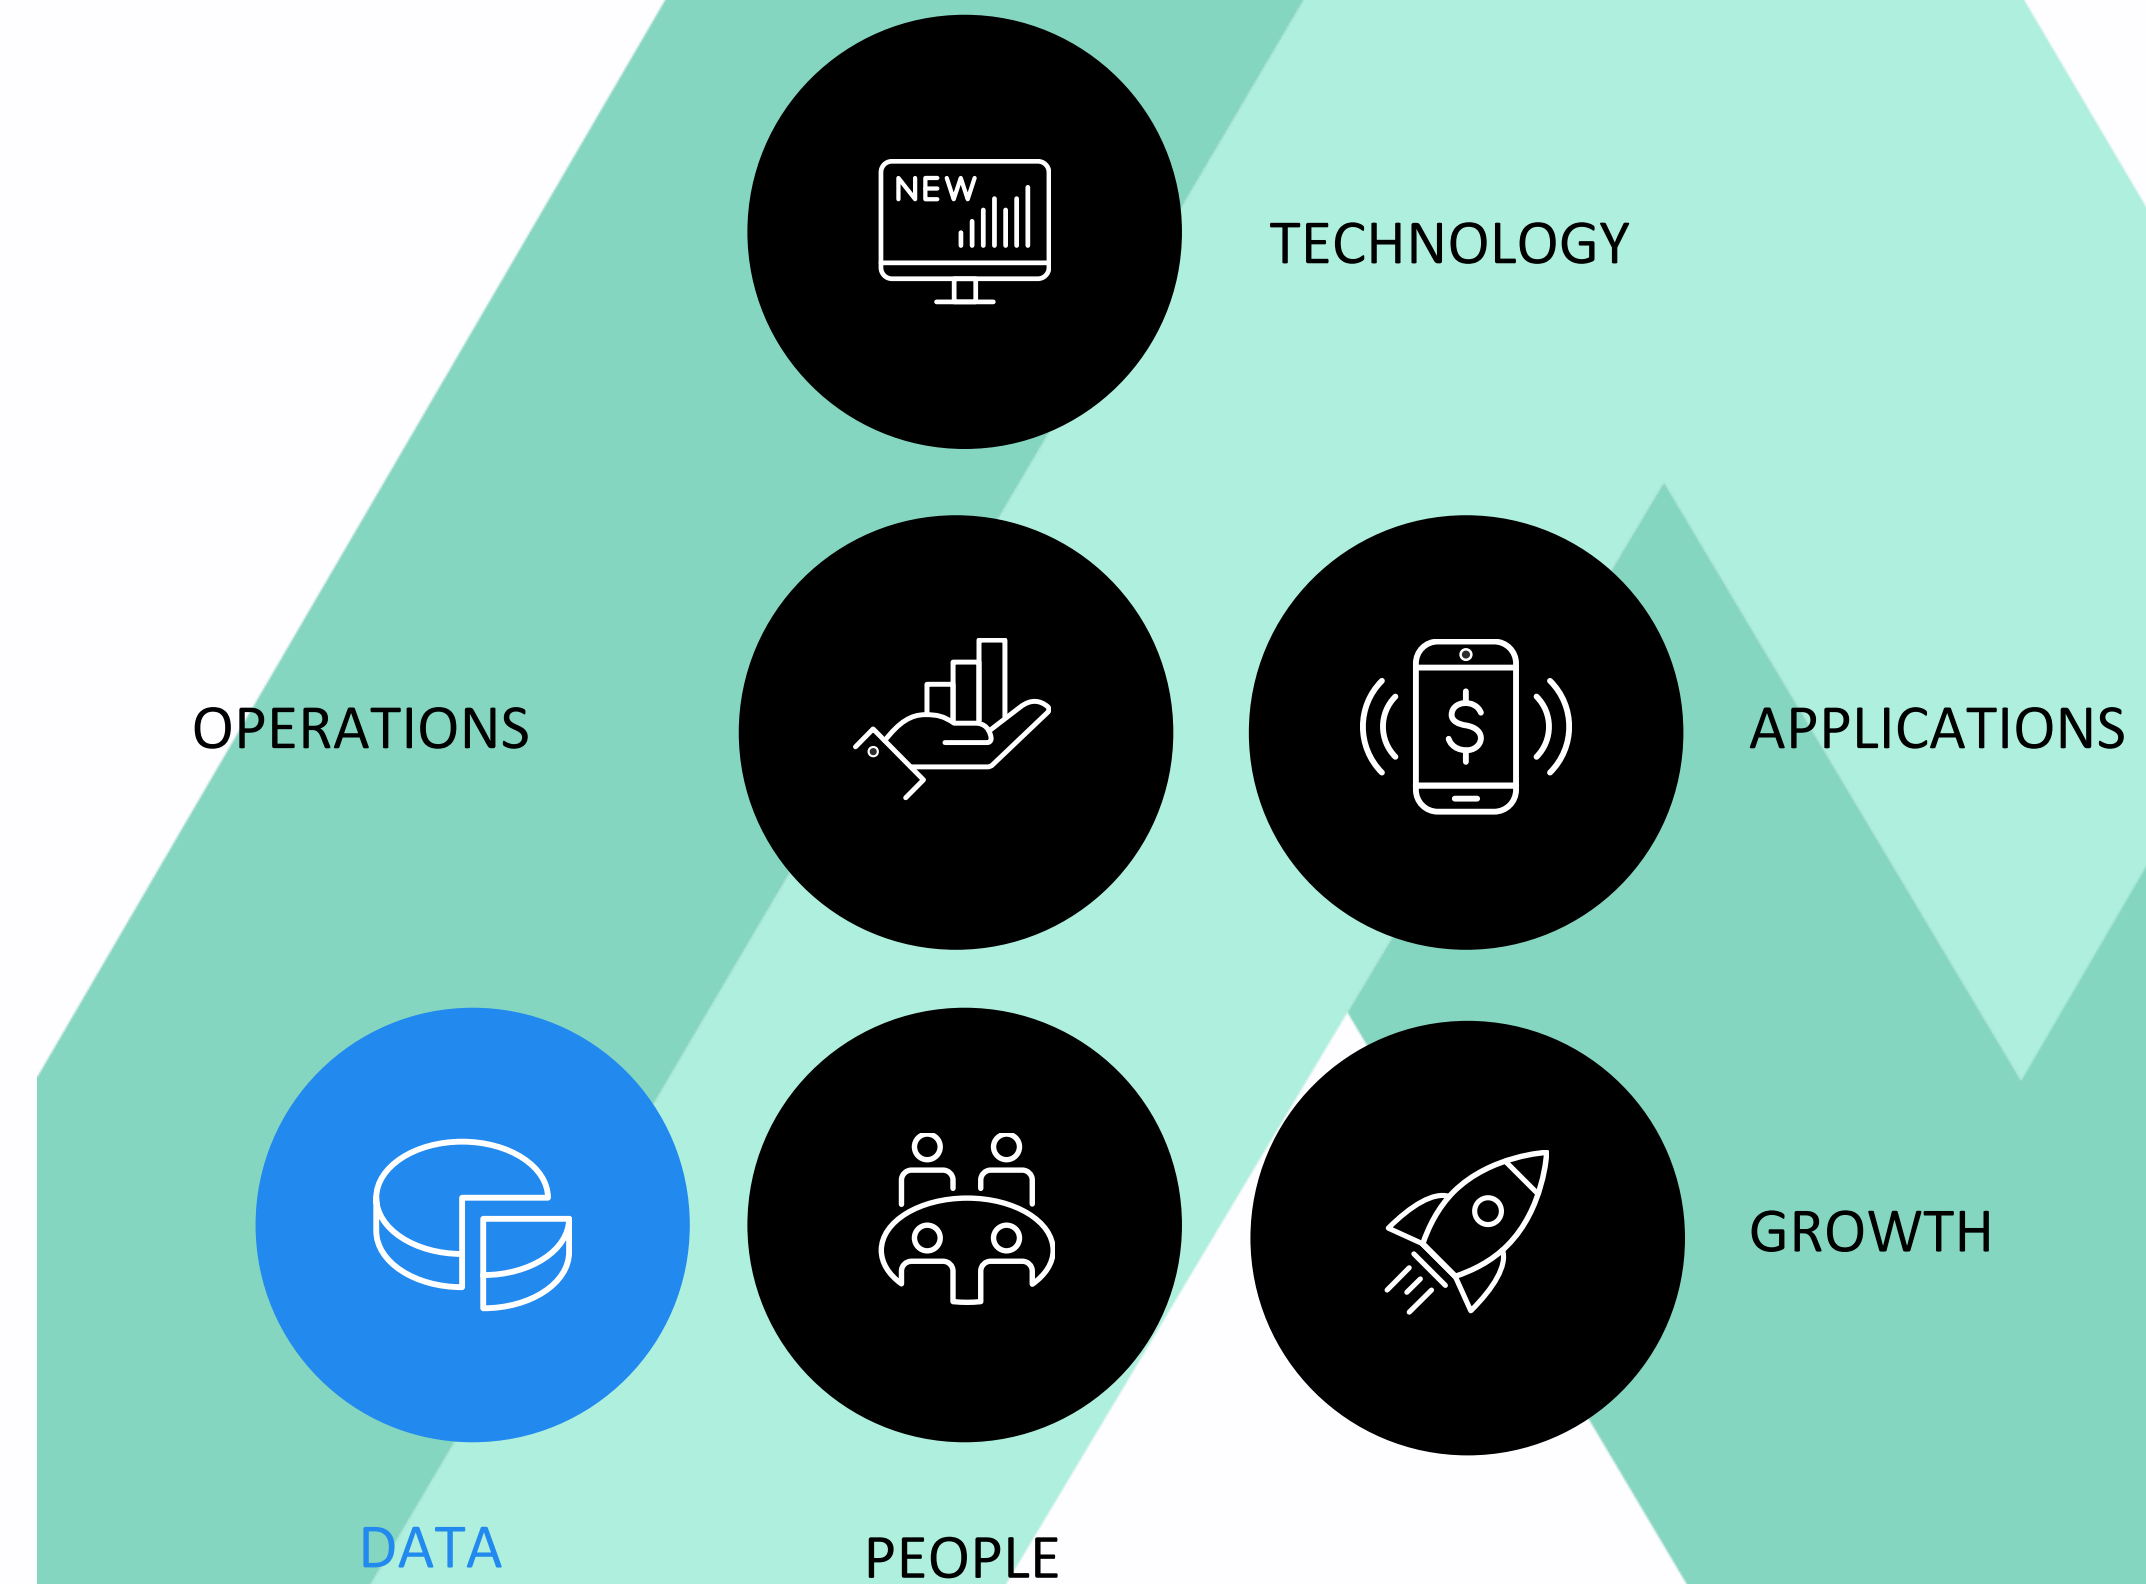 NEW
TECHNOLOGY
OPERATIONS
$
APPLICATIONS
GROWTH
DATA
PEOPLE